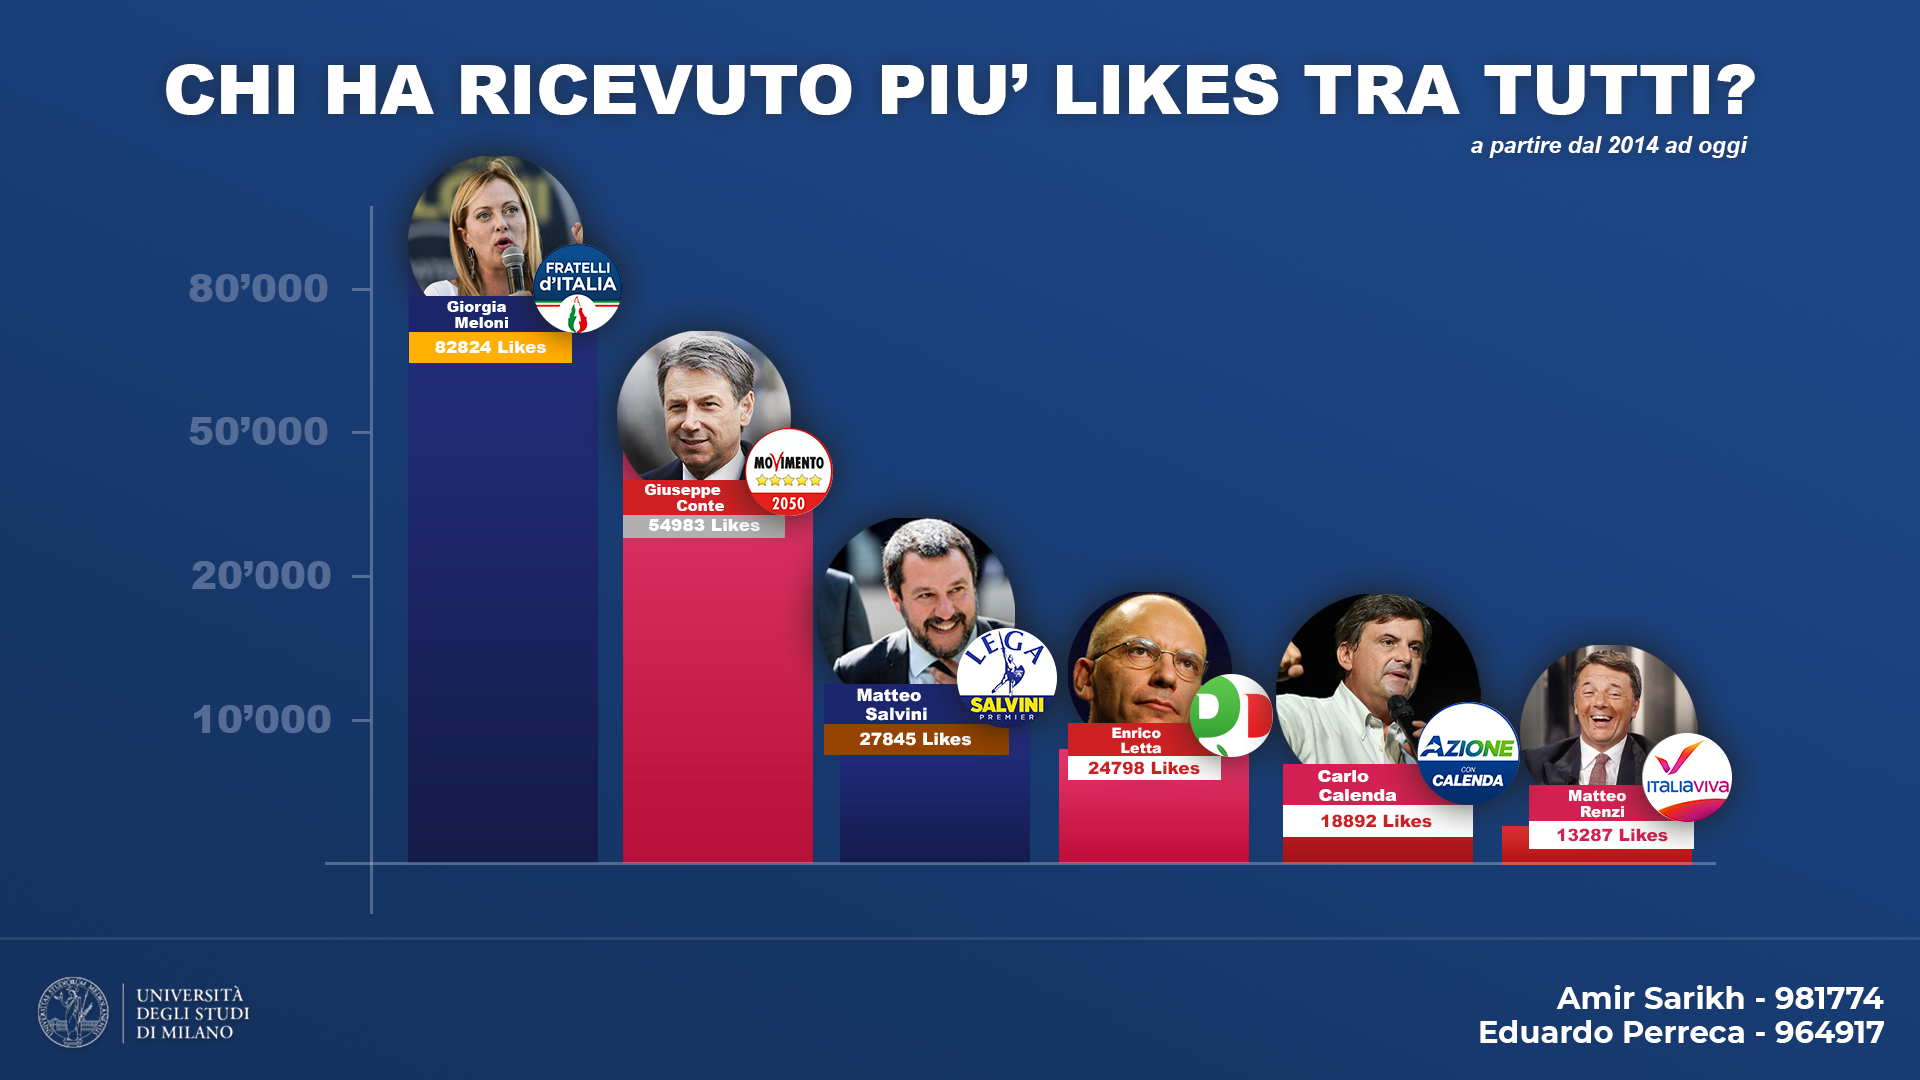 CHI HA RICEVUTO PIU’ LIKES TRA TUTTI?
a partire dal 2014 ad oggi
80’000
50’000
20’000
10’000
Giorgia
Meloni
82824 Likes
FRATELLI
d’ITALIA
Giuseppe
Conte
54983 Likes
MOVIMENTO
2050
Matteo
Salvini
27845 Likes
LEGA
SALVINI
PREMIER
Enrico
Letta
24798 Likes
PD
Carlo
Calenda
18892 Likes
AZIONE
CON
CALENDA
Matteo
Renzi
13287 Likes
ITALIAVIVA
UNIVERSITÀ
DEGLI STUDI
DI MILANO
Amir Sarikh - 981774
Eduardo Perreca - 964917